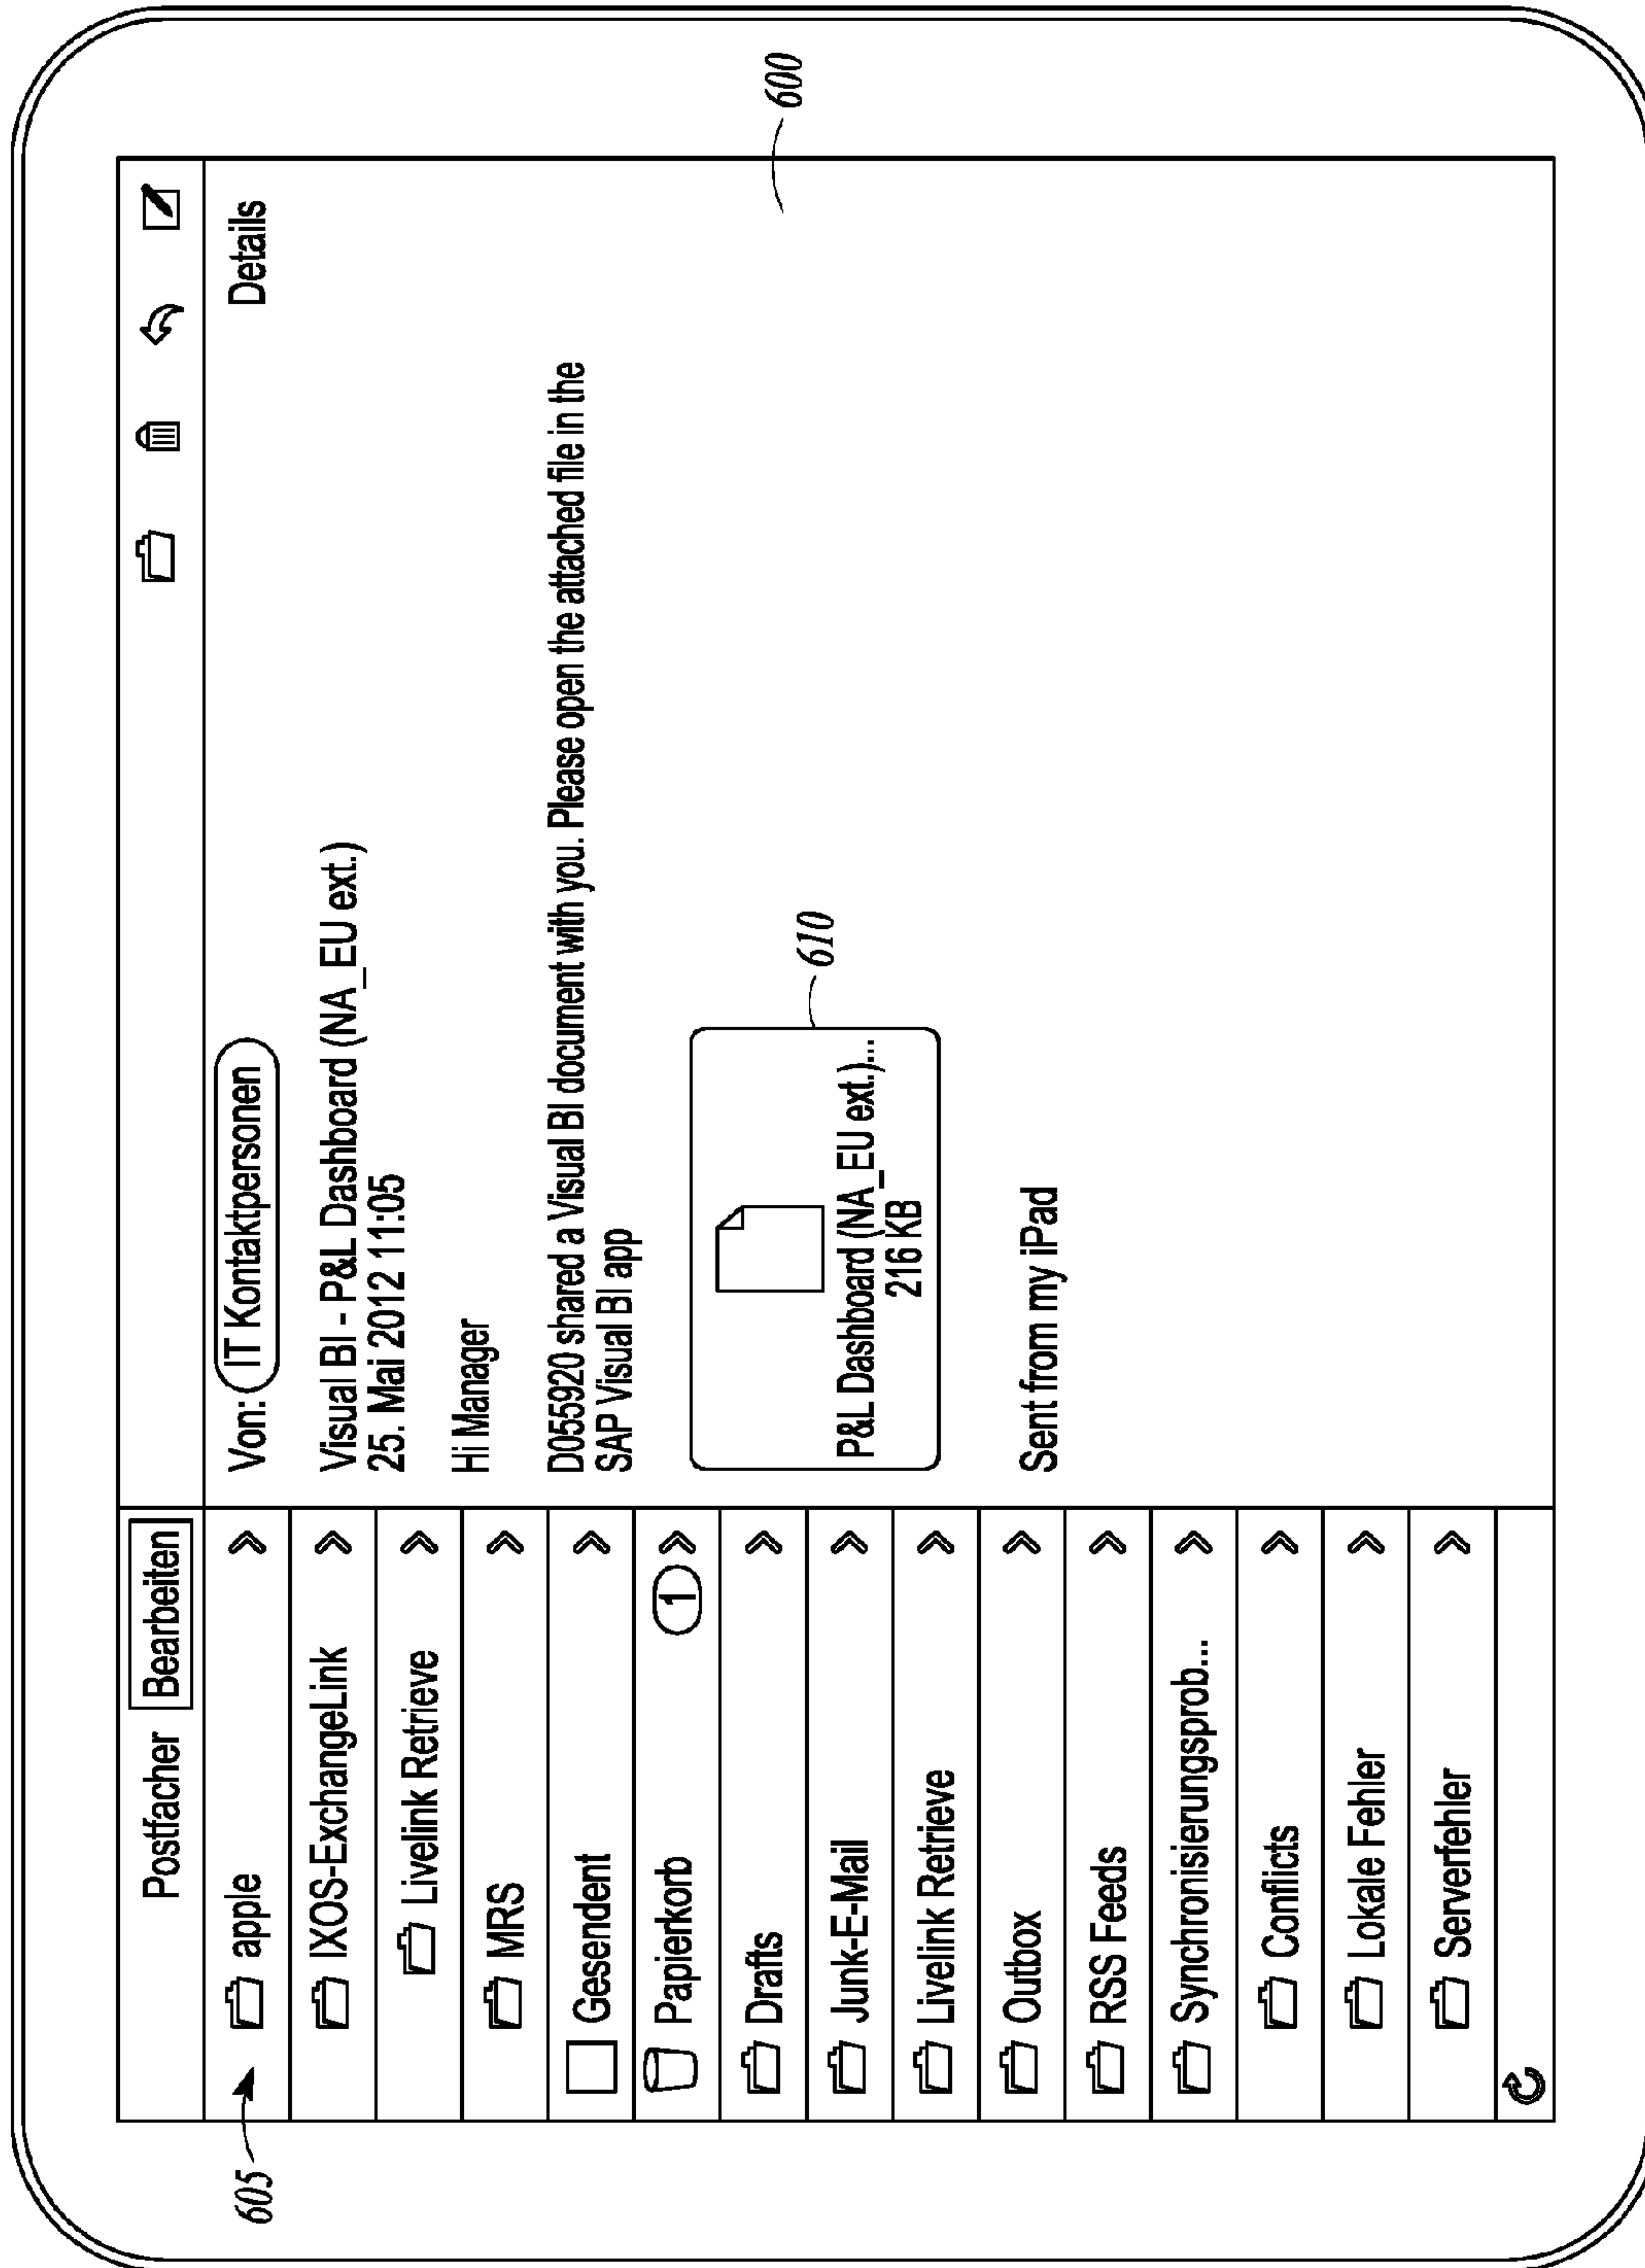 600
605
Postfacher
Bearbeiten
apple
IXOS-ExchangeLink
Livelink Retrieve
MRS
Gesendent
Papierkorb
1
Drafts
Junk-E-Mail
Livelink Retrieve
Outbox
RSS Feeds
Synchronisierungsprob...
Conflicts
Lokale Fehler
Serverfehler
Von: IT Kontaktpersonen
Details
Visual BI - P&L Dashboard (NA_EU ext.)
25. Mai 2012 11:05
Hi Manager
D055920 shared a Visual BI document with you. Please open the attached file in the
SAP Visual BI app
610
P&L Dashboard (NA_EU ext.)...
216 KB
Sent from my iPad